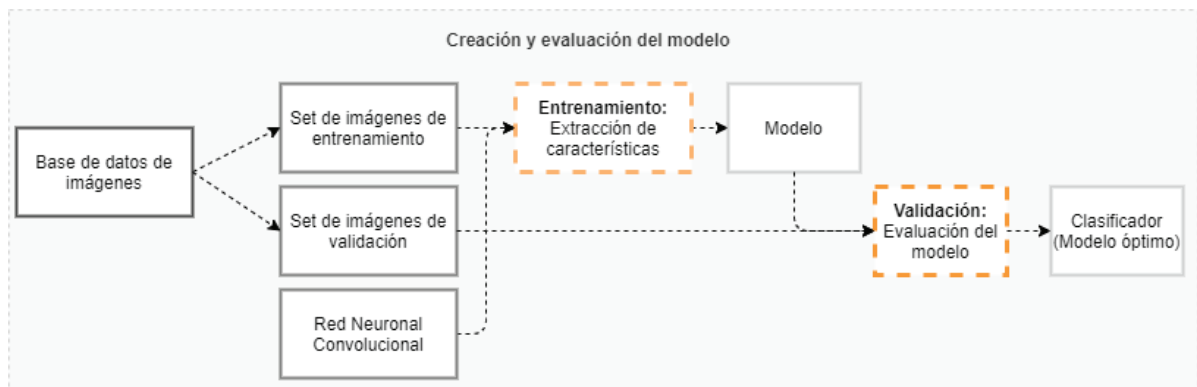 Creación y evaluación del modelo
Base de datos de
imágenes
Set de imágenes de
entrenamiento
Set de imágenes de
validación
Red Neuronal
Convolucional
Entrenamiento:
Extracción de
características
Modelo
Validación:
Evaluación del
modelo
Clasificador
(Modelo óptimo)